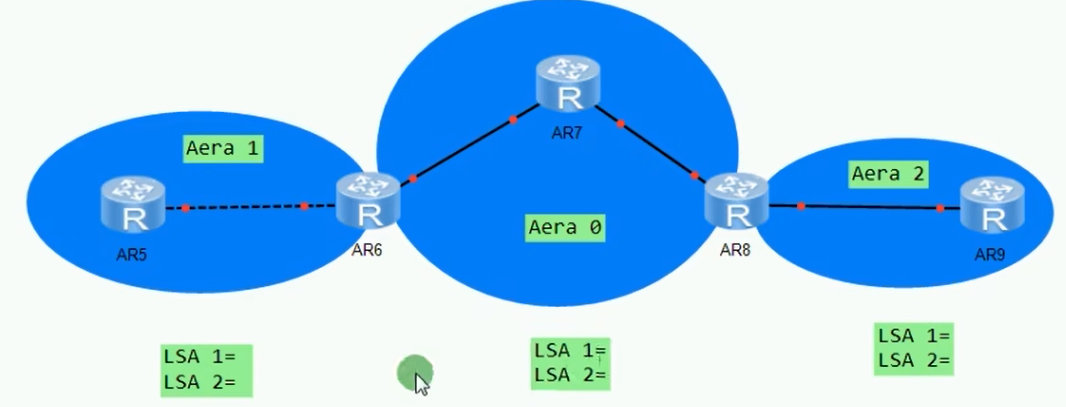 R
AR7
Aera 1
Aera 2
R
AR5
R
AR6
Aera 0
R
AR8
R
AR9
LSA 1=
LSA 2=
LSA 1=
LSA 2=
LSA 1=
LSA 2=